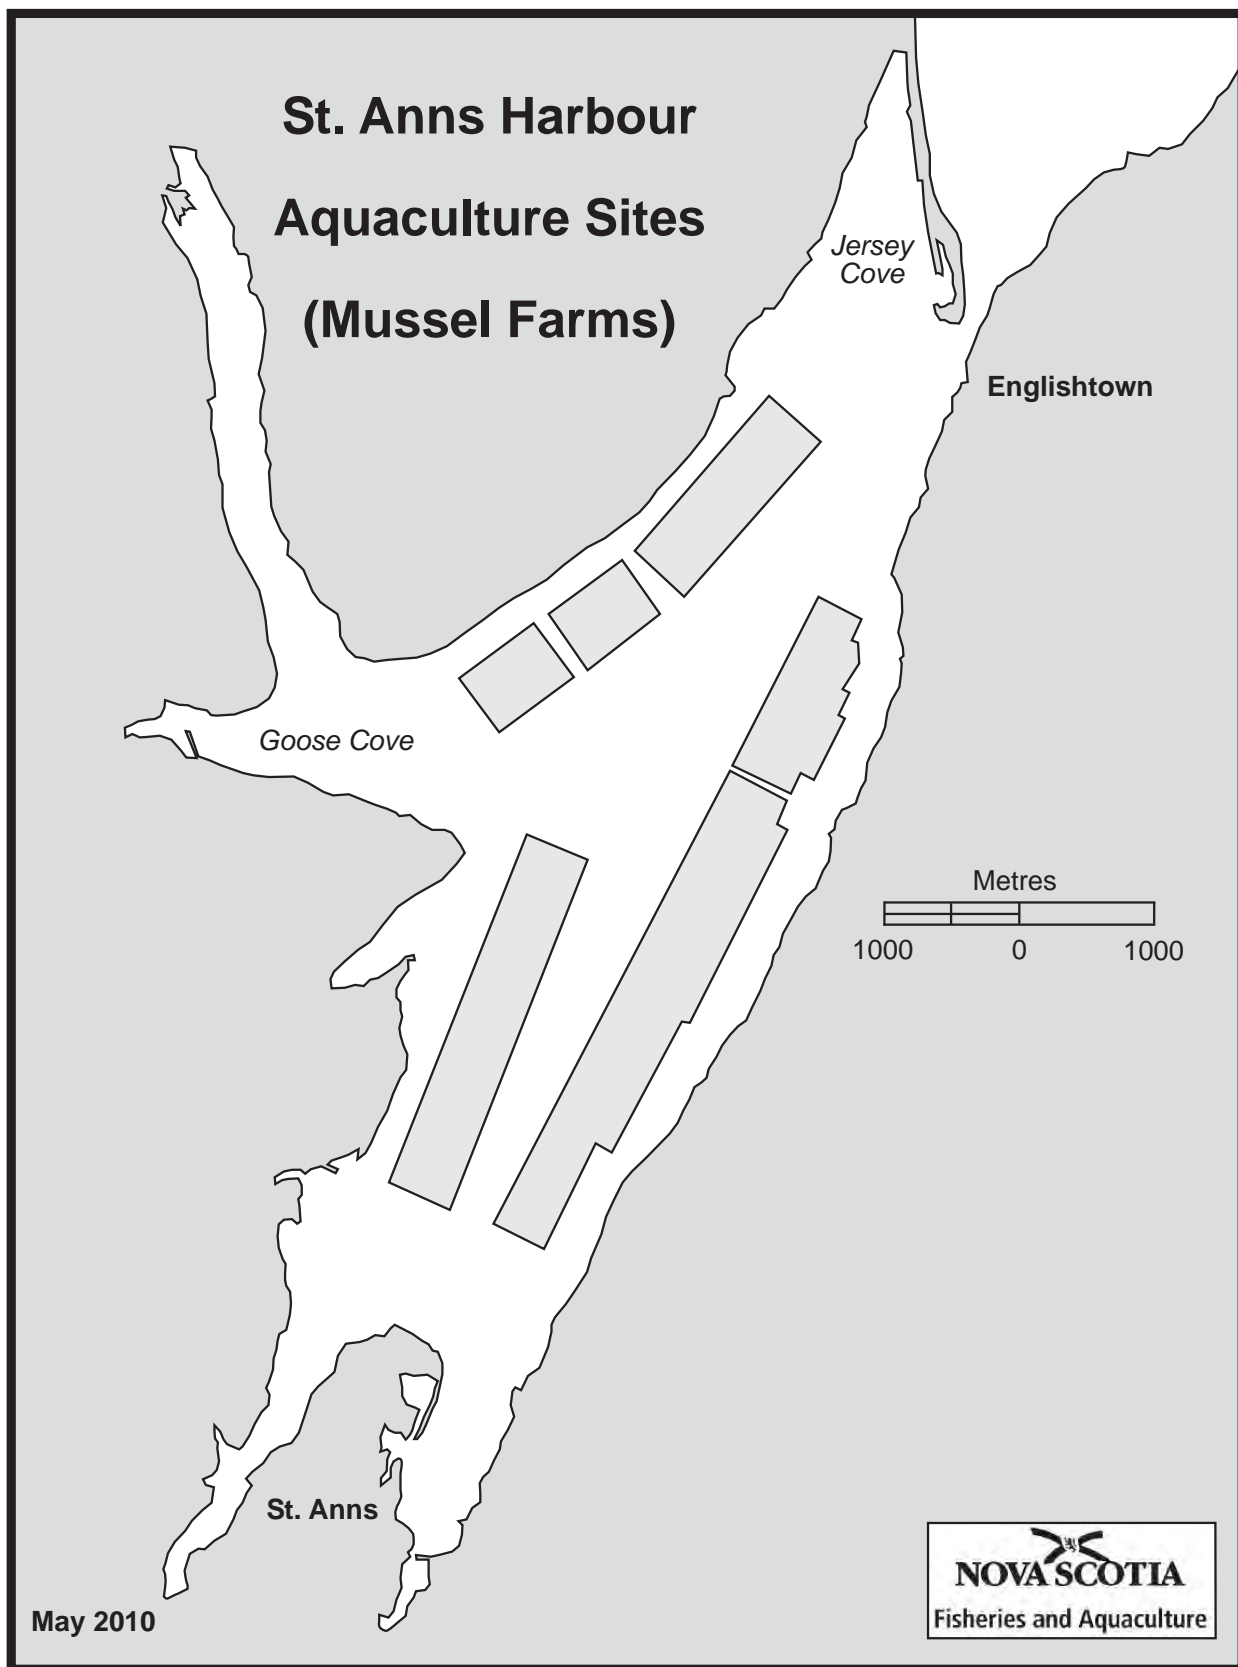 St. Anns Harbour
Aquaculture Sites
(Mussel Farms)
Jersey
Cove
Englishtown
Goose Cove
Metres
1000 0 1000
St. Anns
May 2010
NOVA SCOTIA
Fisheries and Aquaculture